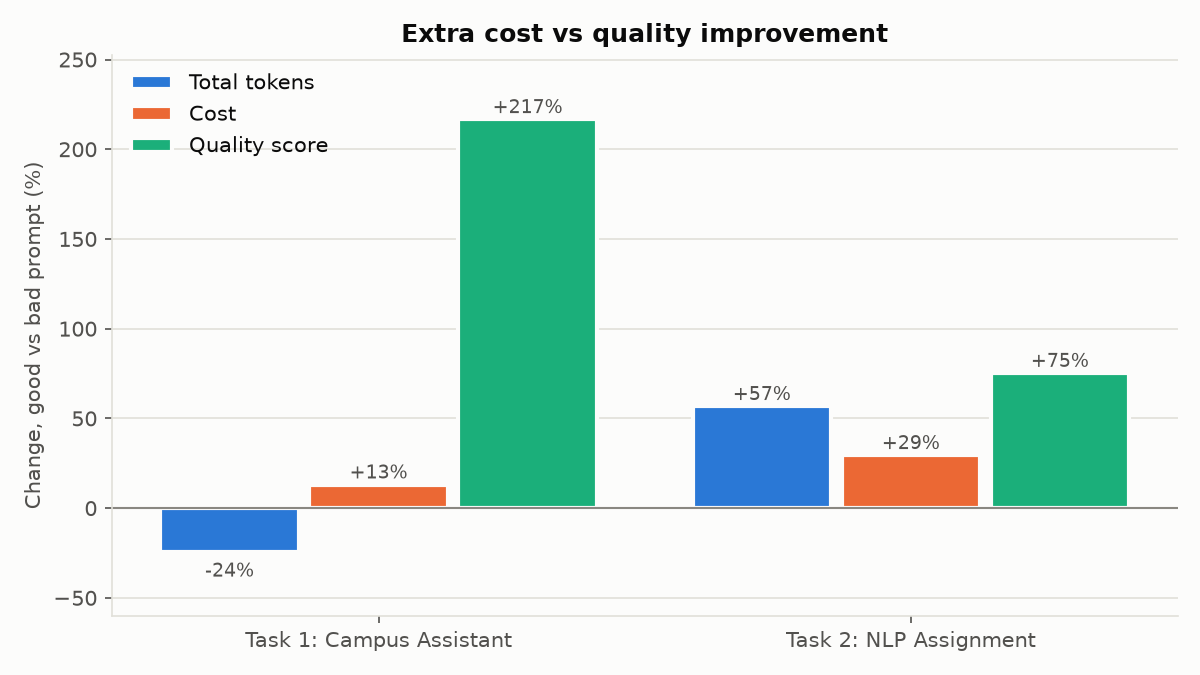 Extra cost vs quality improvement
Total tokens
Cost
Quality score
Change, good vs bad prompt (%)
250
200
150
100
50
0
−50
-24%
+13%
+217%
+57%
+29%
+75%
Task 1: Campus Assistant
Task 2: NLP Assignment